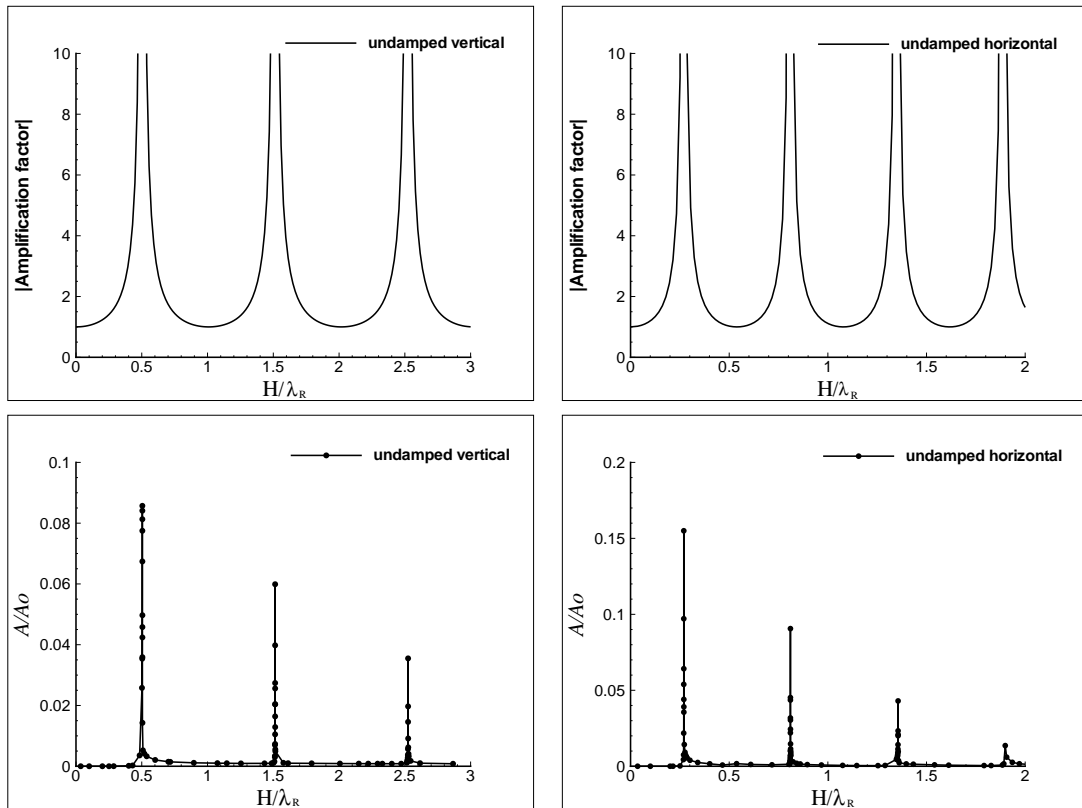 undamped vertical
10
8
6
4
2
0
|Amplification factor|
0 0.5 1 1.5 2 2.5 3
H/λR
undamped horizontal
10
8
6
4
2
0
|Amplification factor|
0 0.5 1 1.5 2
H/λR
undamped vertical
0.1
0.08
0.06
0.04
0.02
0
A/Ao
0 0.5 1 1.5 2 2.5 3
H/λR
undamped horizontal
0.2
0.15
0.1
0.05
0
A/Ao
0 0.5 1 1.5 2
H/λR